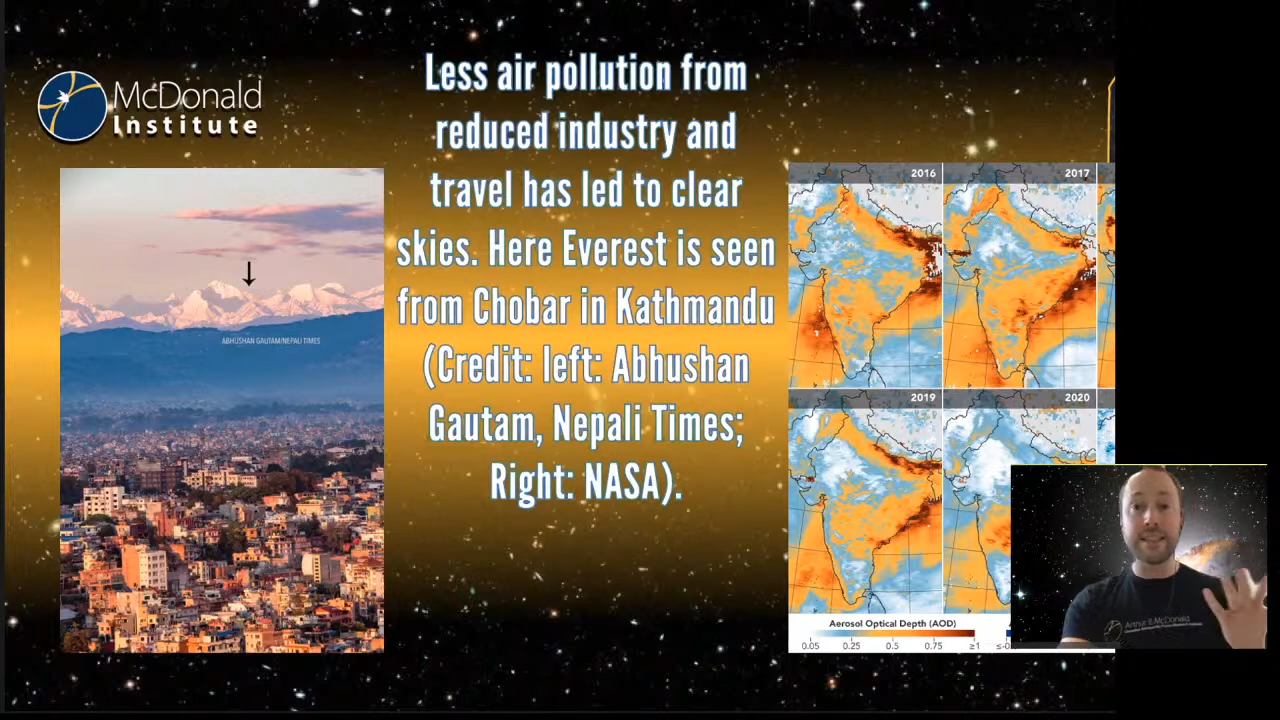 McDonald
Institute
Less air pollution from
reduced industry and
travel has led to clear
skies. Here Everest is seen
from Chobar in Kathmandu
(Credit: left: Abhushan
Gautam, Nepali Times;
Right: NASA).
ABHUSHAN GAUTAM/NEPALI TIMES
2016
2017
2019
2020
Aerosol Optical Depth (AOD)
0.05 0.25 0.5 0.75 ≥1
Arthur B. McDonald